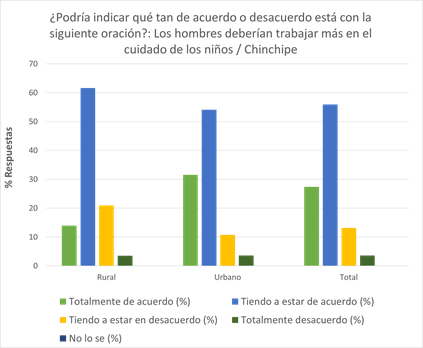 ¿Podría indicar qué tan de acuerdo o desacuerdo está con la
siguiente oración?: Los hombres deberían trabajar más en el
cuidado de los niños / Chinchipe
% Respuestas
70
60
50
40
30
20
10
0
Rural Urbano Total
Totalmente de acuerdo (%) Tiendo a estar de acuerdo (%)
Tiendo a estar en desacuerdo (%) Totalmente desacuerdo (%)
No lo se (%)